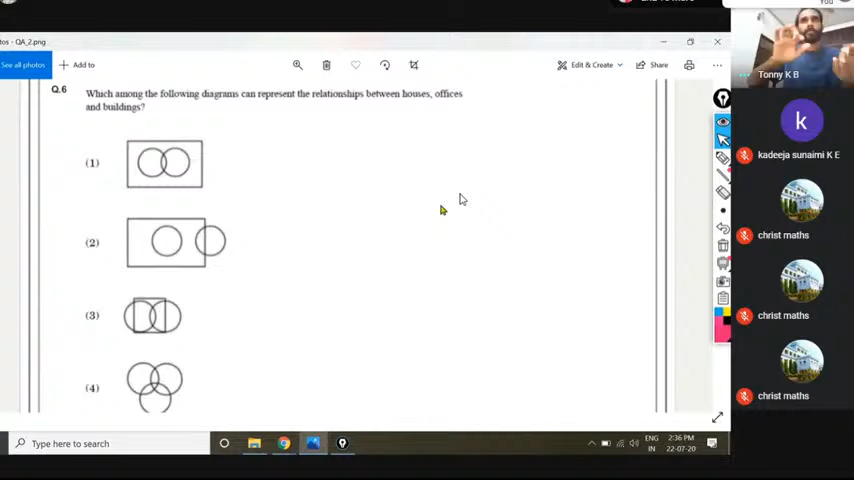 You
tos - QA_2.png
See all photos
Add to
Edit & Create
Share
Q.6
Which among the following diagrams can represent the relationships between houses, offices
and buildings?
(1)
(2)
(3)
(4)
Tonny K B
k
kadeeja sunaimi K E
christ maths
christ maths
christ maths
Type here to search
ENG
IN
2:36 PM
22-07-20